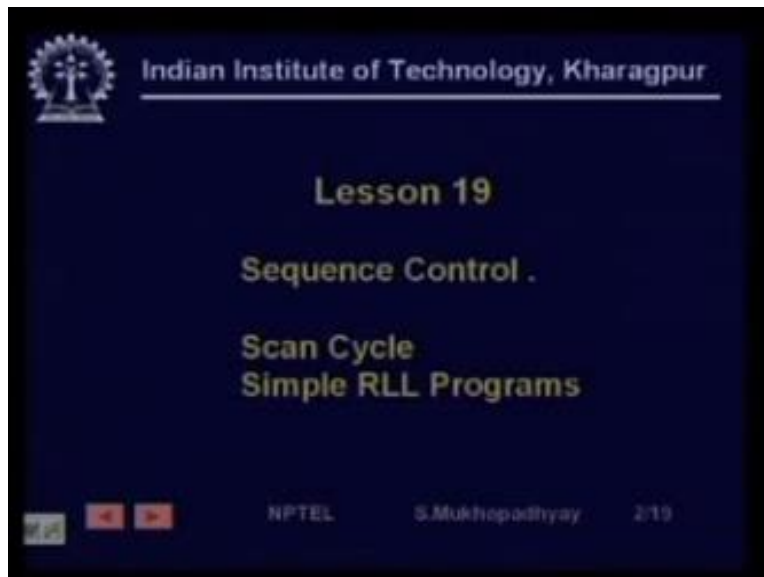 Indian Institute of Technology, Kharagpur
Lesson 19
Sequence Control .
Scan Cycle
Simple RLL Programs
NPTEL S.Mukhopadhyay 2/19